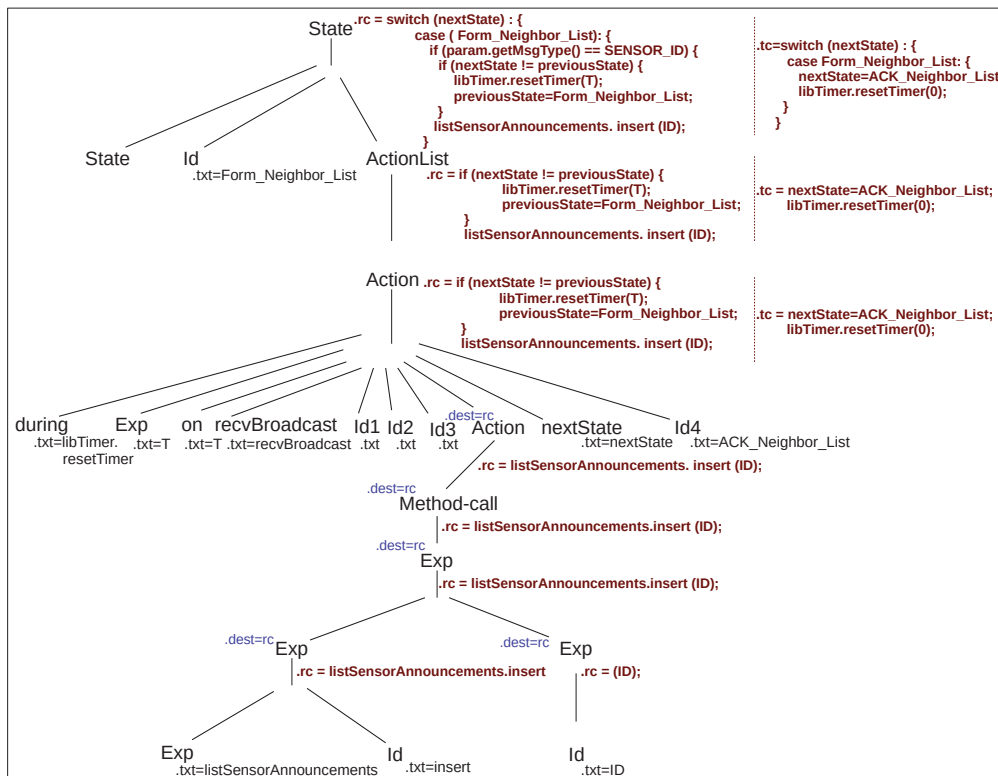 State
.rc = switch (nextState) : {
case ( Form_Neighbor_List): {
if (param.getMsgType() == SENSOR_ID) {
if (nextState != previousState) {
libTimer.resetTimer(T);
previousState=Form_Neighbor_List;
}
listSensorAnnouncements. insert (ID);
}
.tc=switch (nextState) : {
case Form_Neighbor_List: {
nextState=ACK_Neighbor_List
libTimer.resetTimer(0);
}
}
State
Id
.txt=Form_Neighbor_List
ActionList
.rc = if (nextState != previousState) {
libTimer.resetTimer(T);
previousState=Form_Neighbor_List;
}
listSensorAnnouncements. insert (ID);
.tc = nextState=ACK_Neighbor_List;
libTimer.resetTimer(0);
Action
.rc = if (nextState != previousState) {
libTimer.resetTimer(T);
previousState=Form_Neighbor_List;
}
listSensorAnnouncements. insert (ID);
.tc = nextState=ACK_Neighbor_List;
libTimer.resetTimer(0);
during
.txt=libTimer.
resetTimer
Exp
.txt=T
on
.txt=T
recvBroadcast
.txt=recvBroadcast
Id1
.txt
Id2
.txt
Id3
.txt
.dest=rc
Action
nextState
.txt=nextState
Id4
.txt=ACK_Neighbor_List
.rc = listSensorAnnouncements. insert (ID);
.dest=rc
Method-call
.rc = listSensorAnnouncements.insert (ID);
.dest=rc
Exp
.rc = listSensorAnnouncements.insert (ID);
.dest=rc
Exp
.rc = listSensorAnnouncements.insert
.dest=rc
Exp
.rc = (ID);
Exp
.txt=listSensorAnnouncements
Id
.txt=insert
Id
.txt=ID